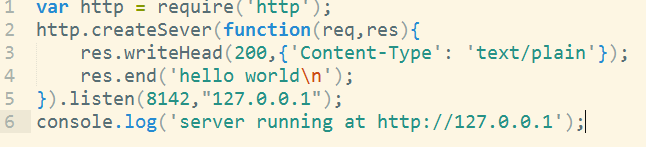 1 var http = require('http');
2 http.createSever(function(req,res){
3     res.writeHead(200,{'Content-Type': 'text/plain'});
4     res.end('hello world\n');
5 }).listen(8142,"127.0.0.1");
6 console.log('server running at http://127.0.0.1');